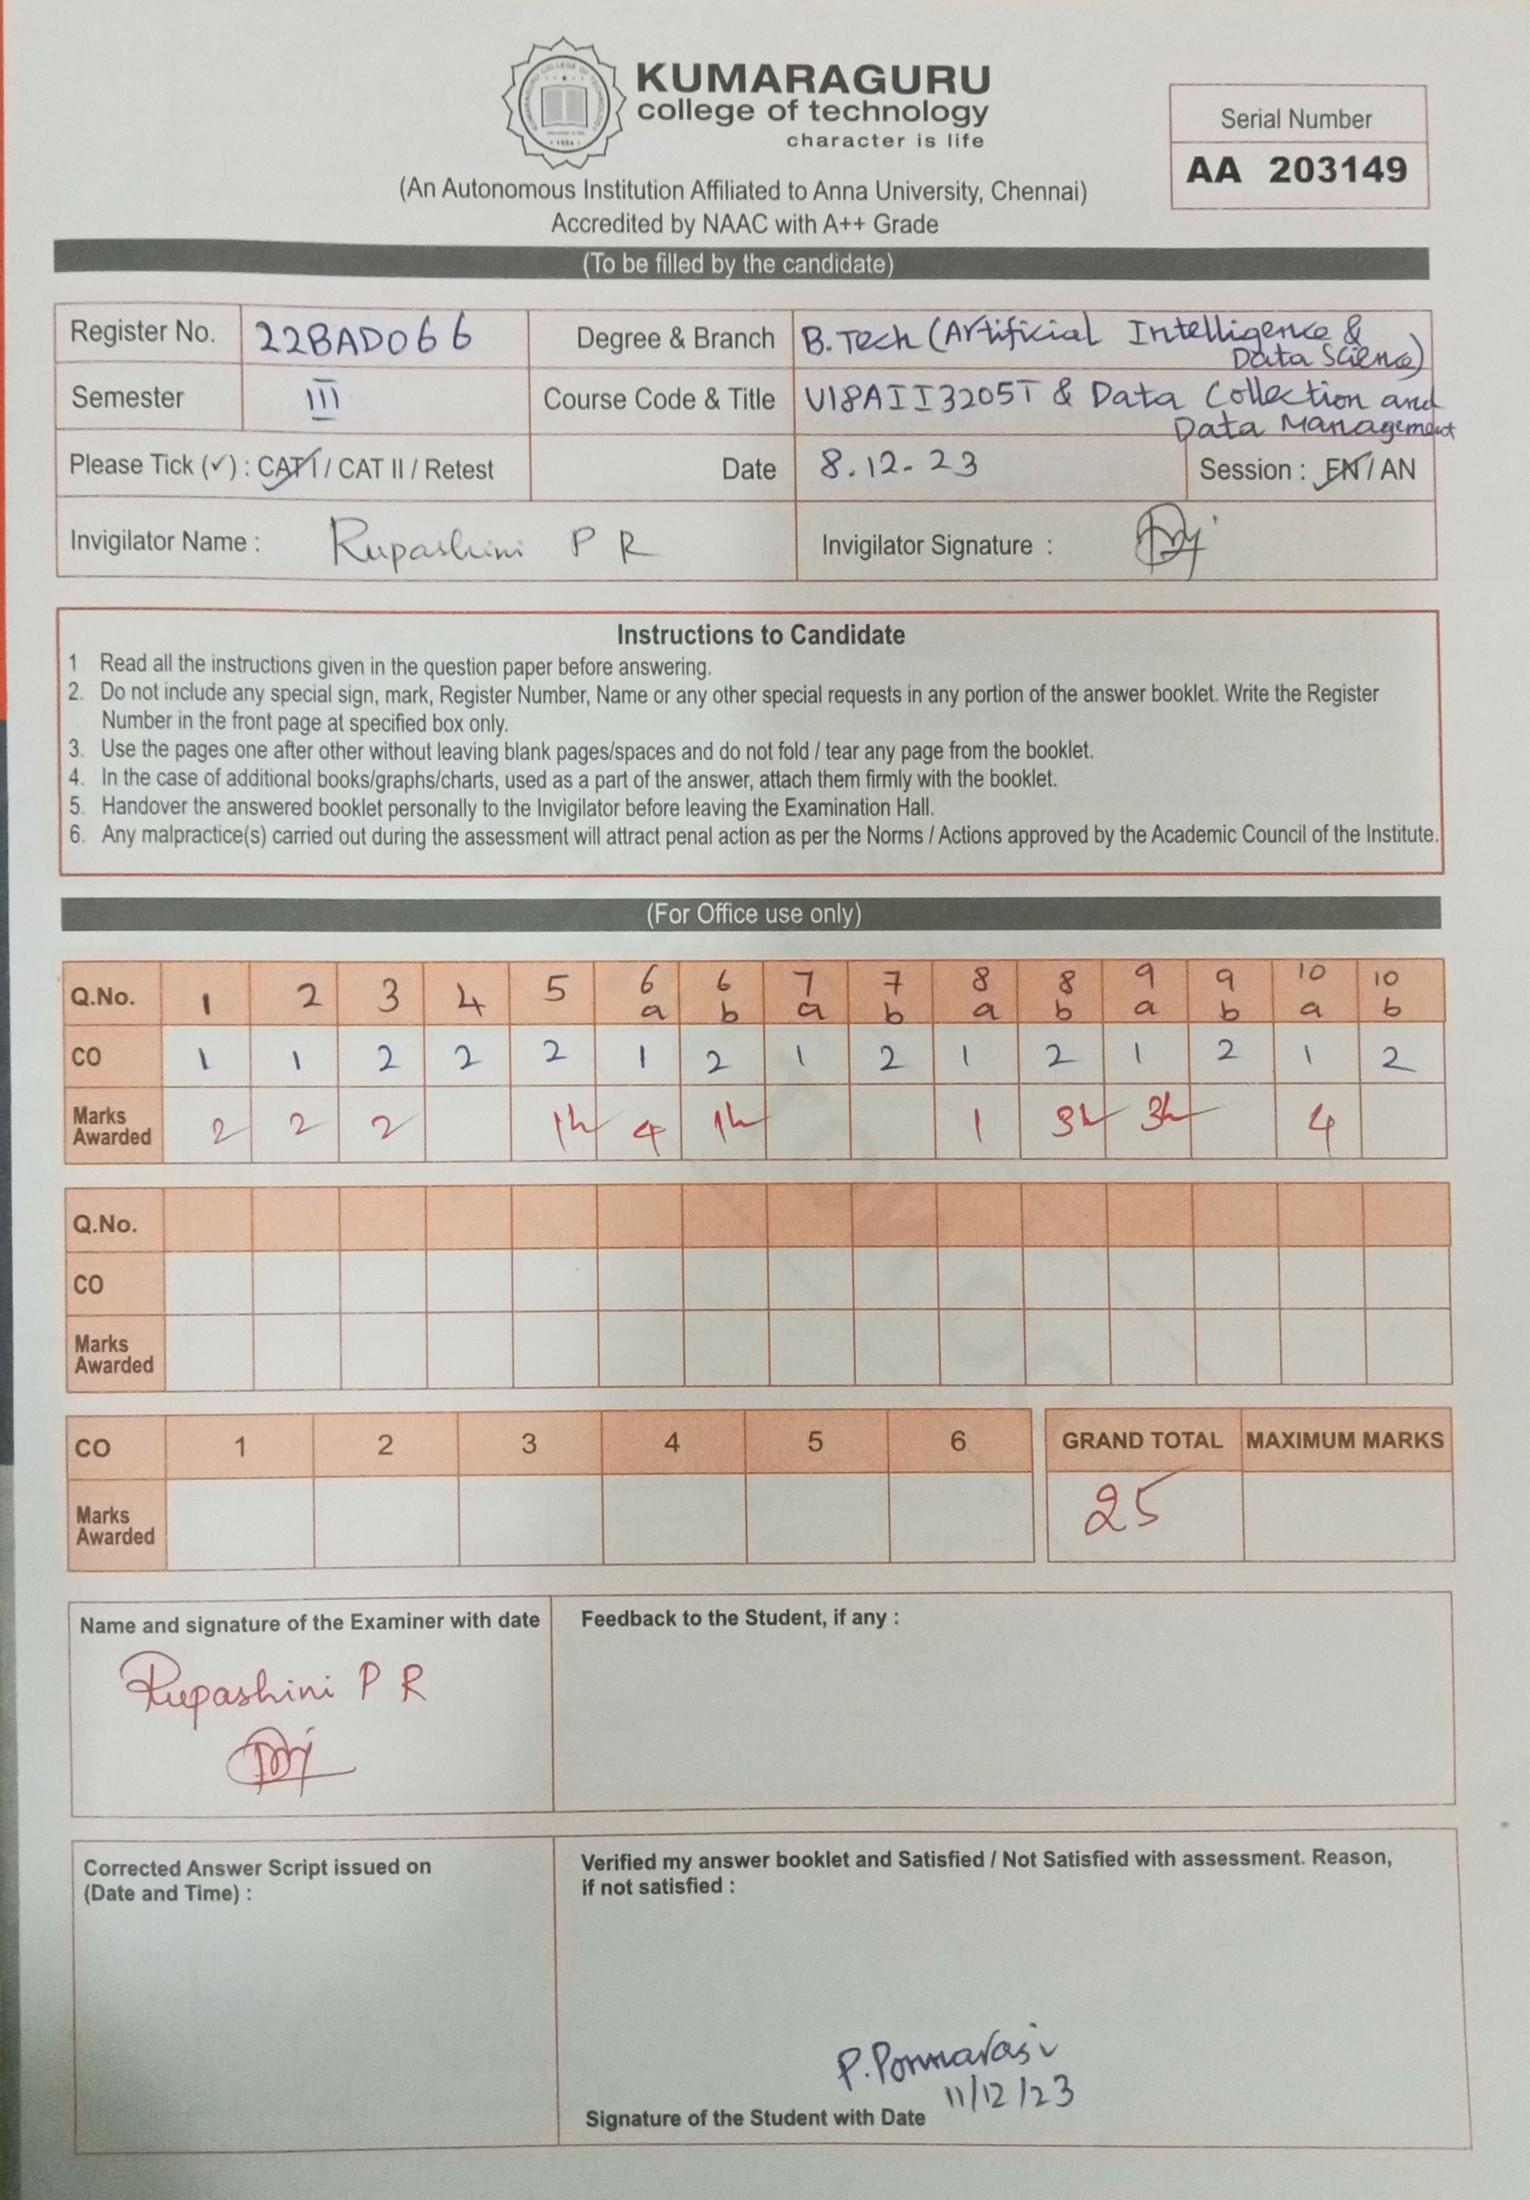 KUMARAGURU
college of technology
character is life
Serial Number
AA 203149
(An Autonomous Institution Affiliated to Anna University, Chennai)
Accredited by NAAC with A++ Grade
(To be filled by the candidate)
Register No. 22BAD066 Degree & Branch B.Tech (Artificial Intelligence &
Data Science)
Semester III Course Code & Title U18AII3205T & Data Collection and
Data Management
Please Tick (✓) : CAT I / CAT II / Retest Date 8.12.23 Session : FN / AN
Invigilator Name : Rupashini P R Invigilator Signature :
Instructions to Candidate
1 Read all the instructions given in the question paper before answering.
2. Do not include any special sign, mark, Register Number, Name or any other special requests in any portion of the answer booklet. Write the Register
Number in the front page at specified box only.
3. Use the pages one after other without leaving blank pages/spaces and do not fold / tear any page from the booklet.
4. In the case of additional books/graphs/charts, used as a part of the answer, attach them firmly with the booklet.
5. Handover the answered booklet personally to the Invigilator before leaving the Examination Hall.
6. Any malpractice(s) carried out during the assessment will attract penal action as per the Norms / Actions approved by the Academic Council of the Institute.
(For Office use only)
Q.No. 1 2 3 4 5 6 a 6 b 7 a 7 b 8 a 8 b 9 a 9 b 10 a 10 b
CO 1 1 2 2 2 1 2 1 2 1 2 1 2 1 2
Marks Awarded 2 2 2 1½ 4 1½ 1 3½ 3½ 4
Q.No.
CO
Marks
Awarded
CO 1 2 3 4 5 6 GRAND TOTAL MAXIMUM MARKS
Marks Awarded 25
Name and signature of the Examiner with date Feedback to the Student, if any :
Rupashini P R
Corrected Answer Script issued on
(Date and Time) :
Verified my answer booklet and Satisfied / Not Satisfied with assessment. Reason,
if not satisfied :
P. Ponnarasi
11/12/23
Signature of the Student with Date